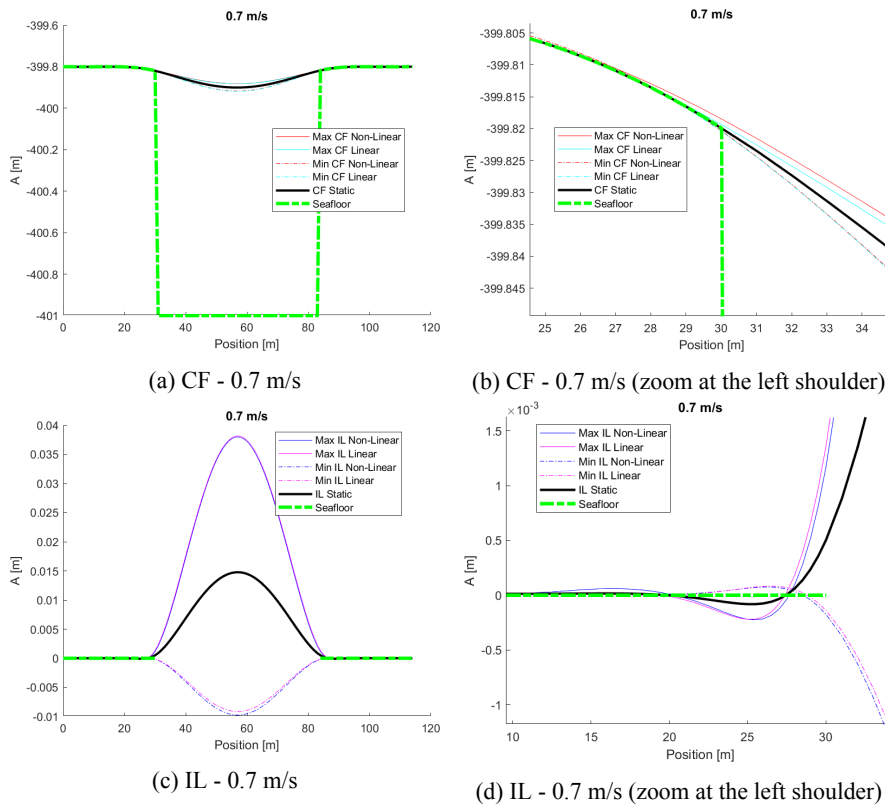 0.7 m/s
-399.6
-399.8
-400
-400.2
-400.4
-400.6
-400.8
-401
A [m]
0 20 40 60 80 100 120
Position [m]
Max CF Non-Linear
Max CF Linear
Min CF Non-Linear
Min CF Linear
CF Static
Seafloor
(a) CF - 0.7 m/s
0.7 m/s
-399.805
-399.81
-399.815
-399.82
-399.825
-399.83
-399.835
-399.84
-399.845
A [m]
25 26 27 28 29 30 31 32 33 34
Position [m]
Max CF Non-Linear
Max CF Linear
Min CF Non-Linear
Min CF Linear
CF Static
Seafloor
(b) CF - 0.7 m/s (zoom at the left shoulder)
0.7 m/s
0.04
0.035
0.03
0.025
0.02
0.015
0.01
0.005
0
-0.005
-0.01
A [m]
0 20 40 60 80 100 120
Position [m]
Max IL Non-Linear
Max IL Linear
Min IL Non-Linear
Min IL Linear
IL Static
Seafloor
(c) IL - 0.7 m/s
×10⁻³
0.7 m/s
1.5
1
0.5
0
-0.5
-1
A [m]
10 15 20 25 30
Position [m]
Max IL Non-Linear
Max IL Linear
Min IL Non-Linear
Min IL Linear
IL Static
Seafloor
(d) IL - 0.7 m/s (zoom at the left shoulder)